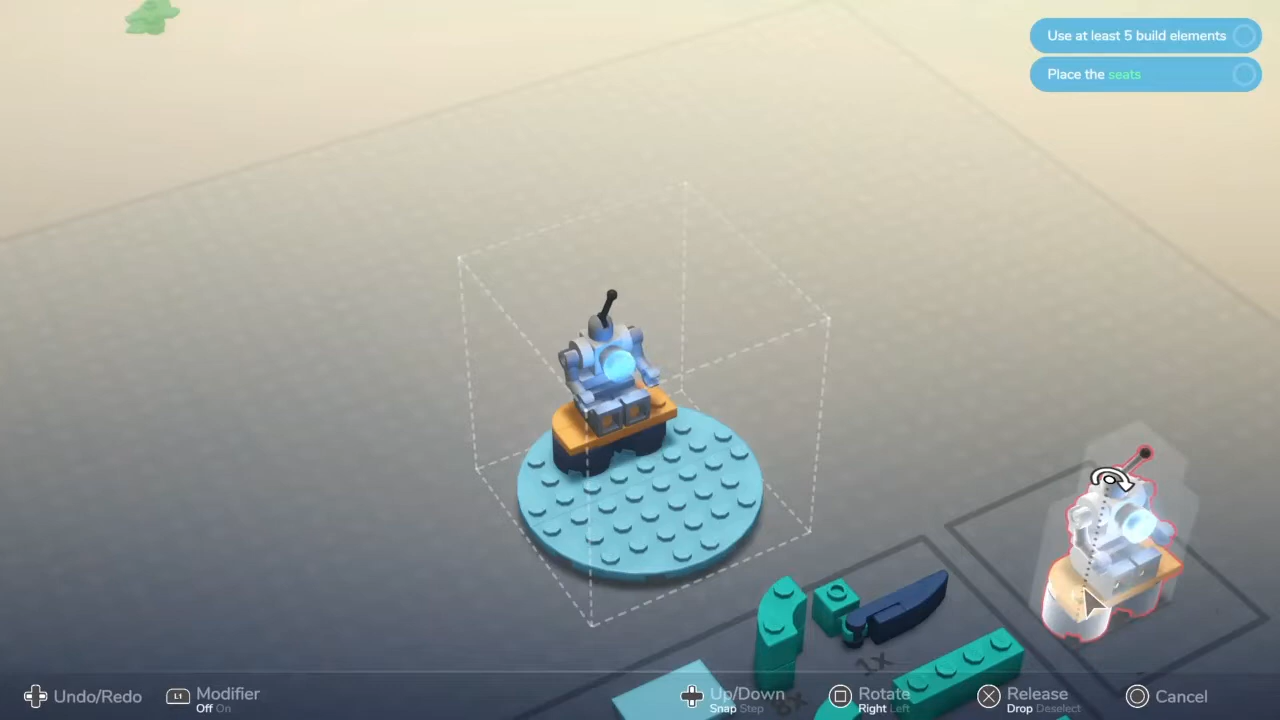 Use at least 5 build elements
Place the seats
1x
Undo/Redo
L1
Modifier
Off On
Up/Down
Snap Step
Rotate
Right Left
Release
Drop Deselect
Cancel